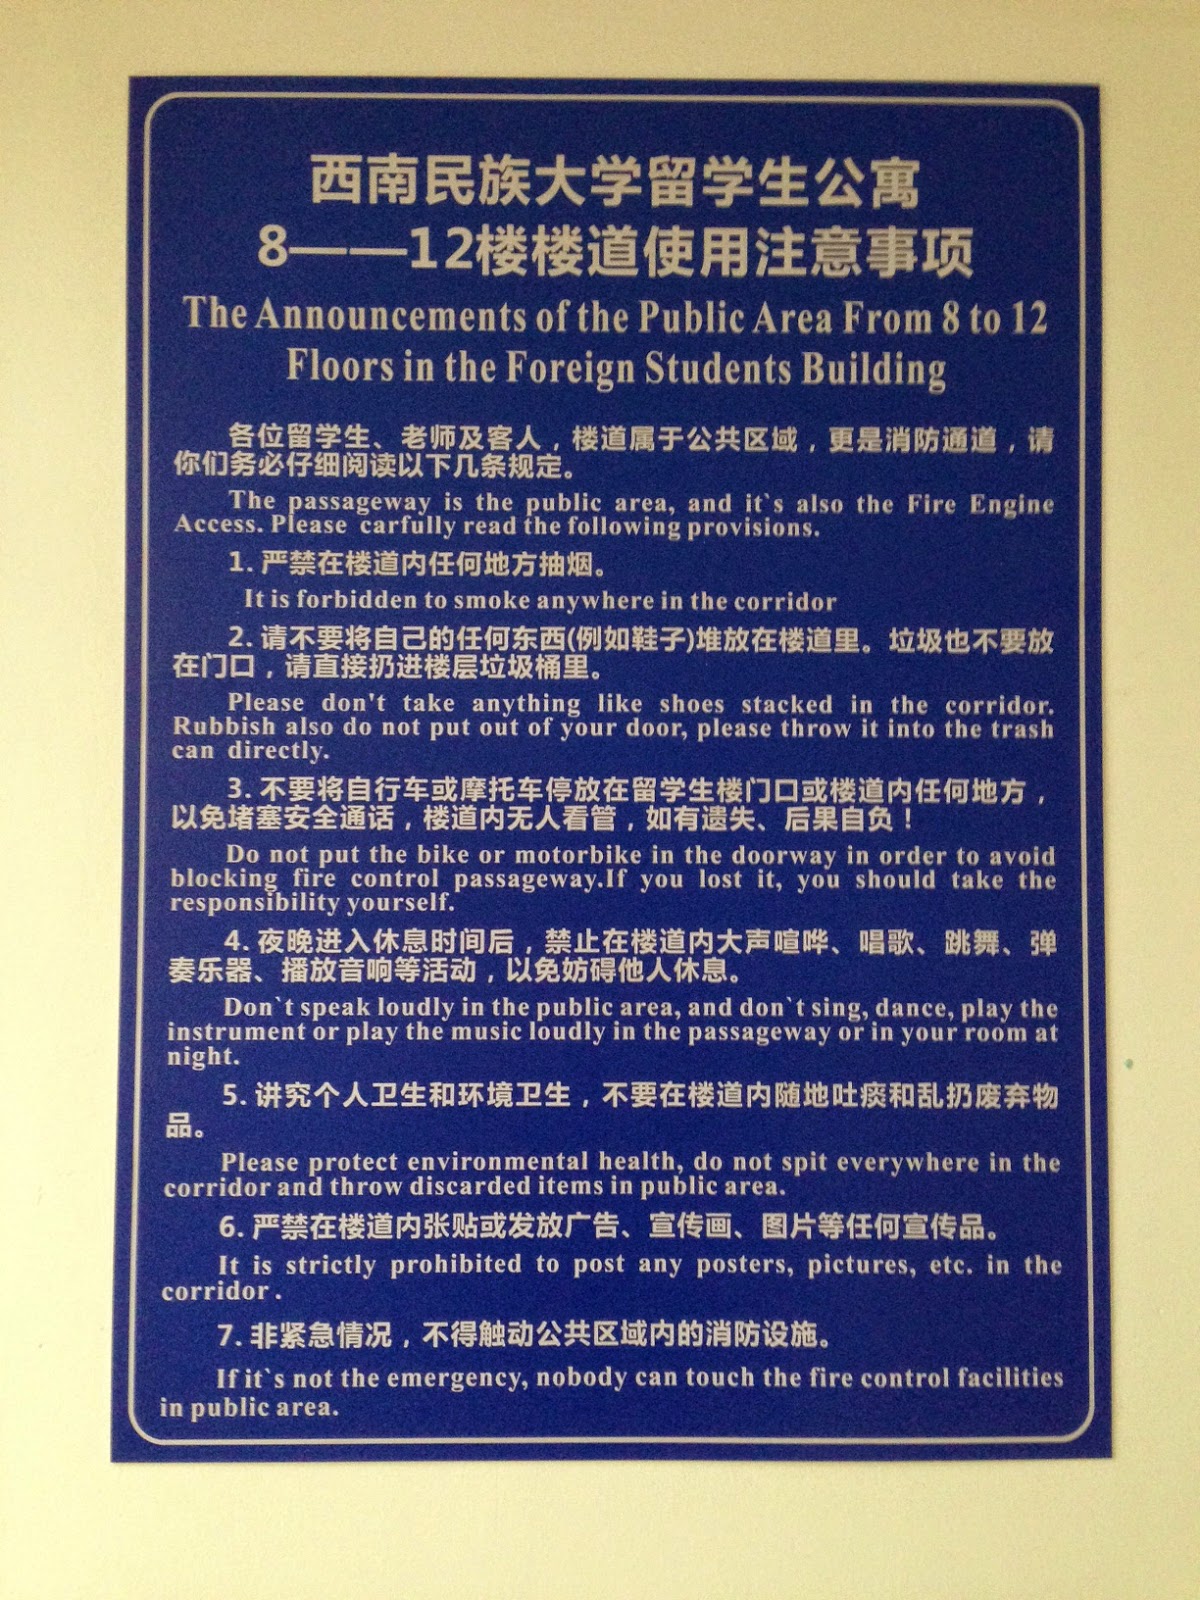 西南民族大学留学生公寓
8——12楼楼道使用注意事项
The Announcements of the Public Area From 8 to 12
Floors in the Foreign Students Building
各位留学生、老师及客人，楼道属于公共区域，更是消防通道，请
你们务必仔细阅读以下几条规定。
The passageway is the public area, and it`s also the Fire Engine
Access. Please carfully read the following provisions.
1. 严禁在楼道内任何地方抽烟。
It is forbidden to smoke anywhere in the corridor
2. 请不要将自己的任何东西(例如鞋子)堆放在楼道里。垃圾也不要放
在门口，请直接扔进楼层垃圾桶里。
Please don't take anything like shoes stacked in the corridor.
Rubbish also do not put out of your door, please throw it into the trash
can directly.
3. 不要将自行车或摩托车停放在留学生楼门口或楼道内任何地方，
以免堵塞安全通话，楼道内无人看管，如有遗失、后果自负！
Do not put the bike or motorbike in the doorway in order to avoid
blocking fire control passageway.If you lost it, you should take the
responsibility yourself.
4. 夜晚进入休息时间后，禁止在楼道内大声喧哗、唱歌、跳舞、弹
奏乐器、播放音响等活动，以免妨碍他人休息。
Don`t speak loudly in the public area, and don`t sing, dance, play the
instrument or play the music loudly in the passageway or in your room at
night.
5. 讲究个人卫生和环境卫生，不要在楼道内随地吐痰和乱扔废弃物
品。
Please protect environmental health, do not spit everywhere in the
corridor and throw discarded items in public area.
6. 严禁在楼道内张贴或发放广告、宣传画、图片等任何宣传品。
It is strictly prohibited to post any posters, pictures, etc. in the
corridor .
7. 非紧急情况，不得触动公共区域内的消防设施。
If it`s not the emergency, nobody can touch the fire control facilities
in public area.